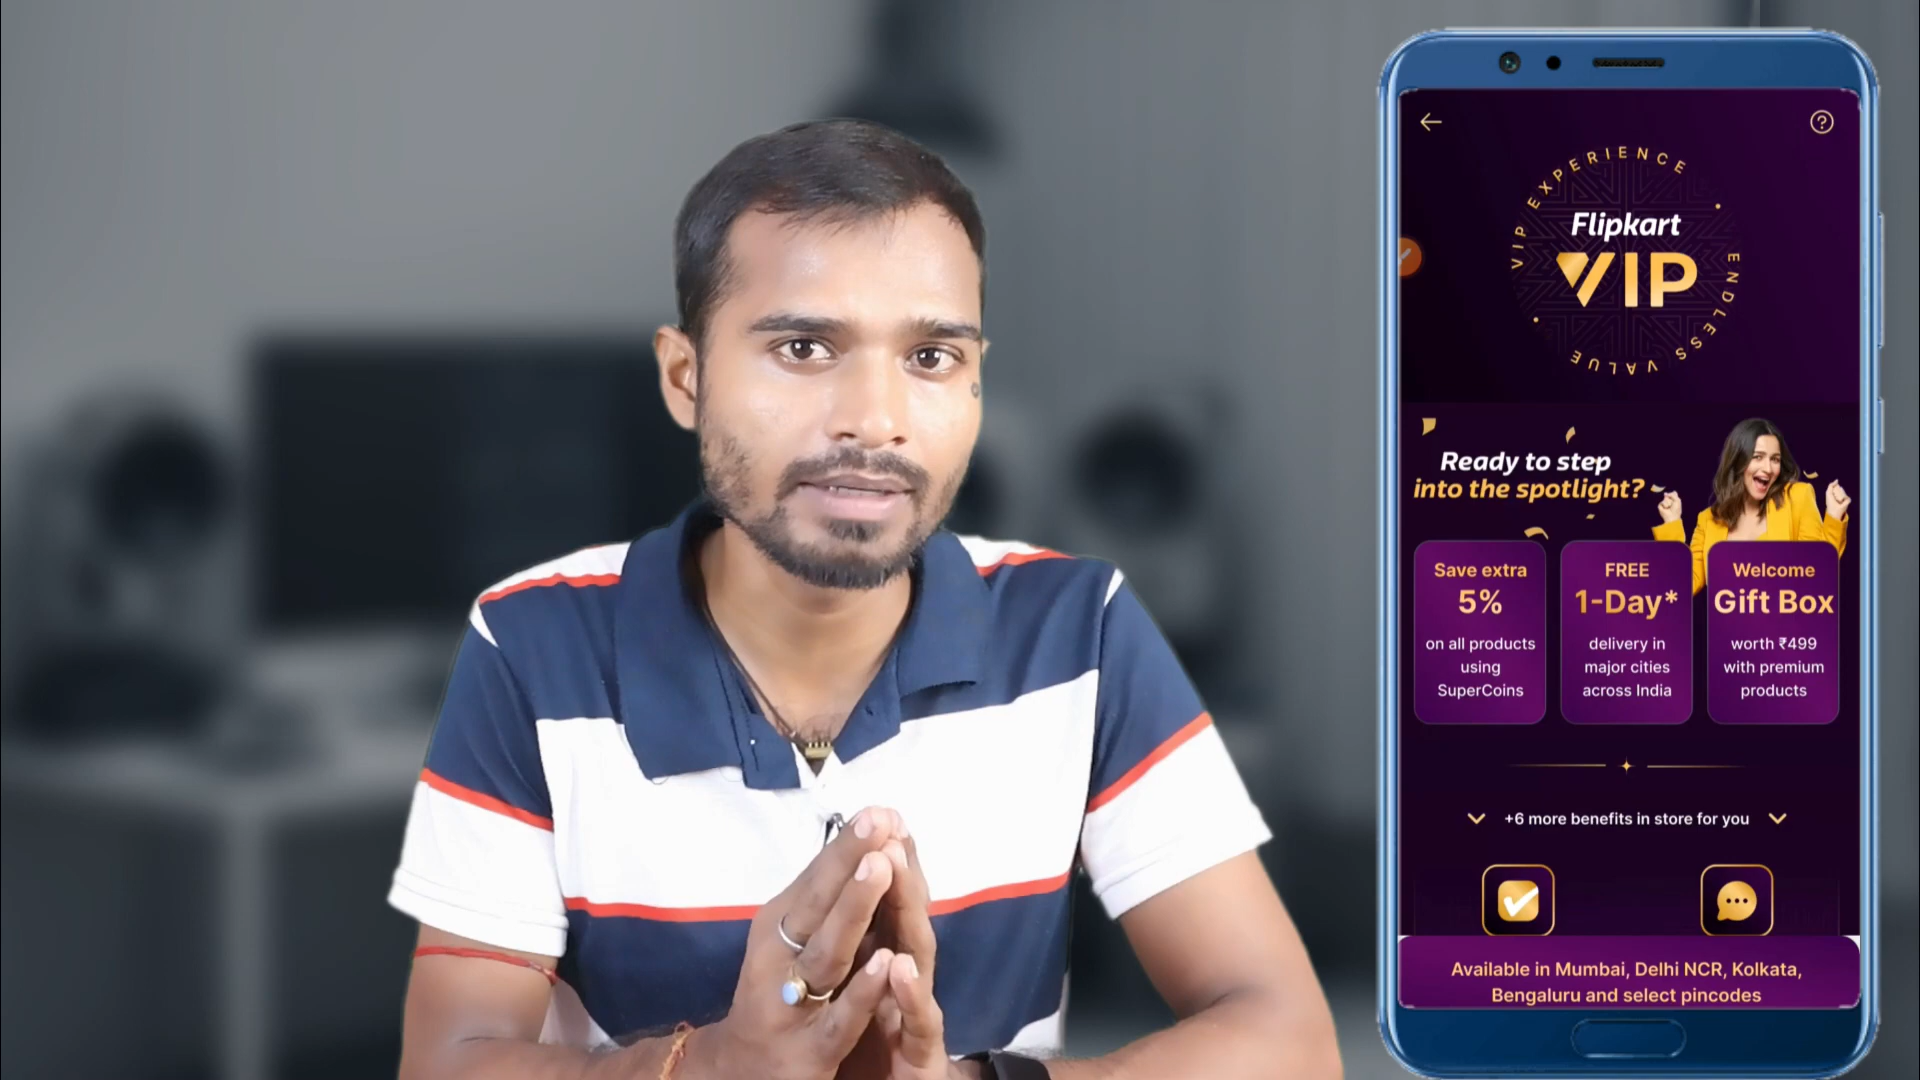 VIP EXPERIENCE • ENDLESS VALUE •
Flipkart
VIP
Ready to step
into the spotlight?
Save extra
5%
on all products
using
SuperCoins
FREE
1-Day*
delivery in
major cities
across India
Welcome
Gift Box
worth ₹499
with premium
products
+6 more benefits in store for you
Available in Mumbai, Delhi NCR, Kolkata,
Bengaluru and select pincodes